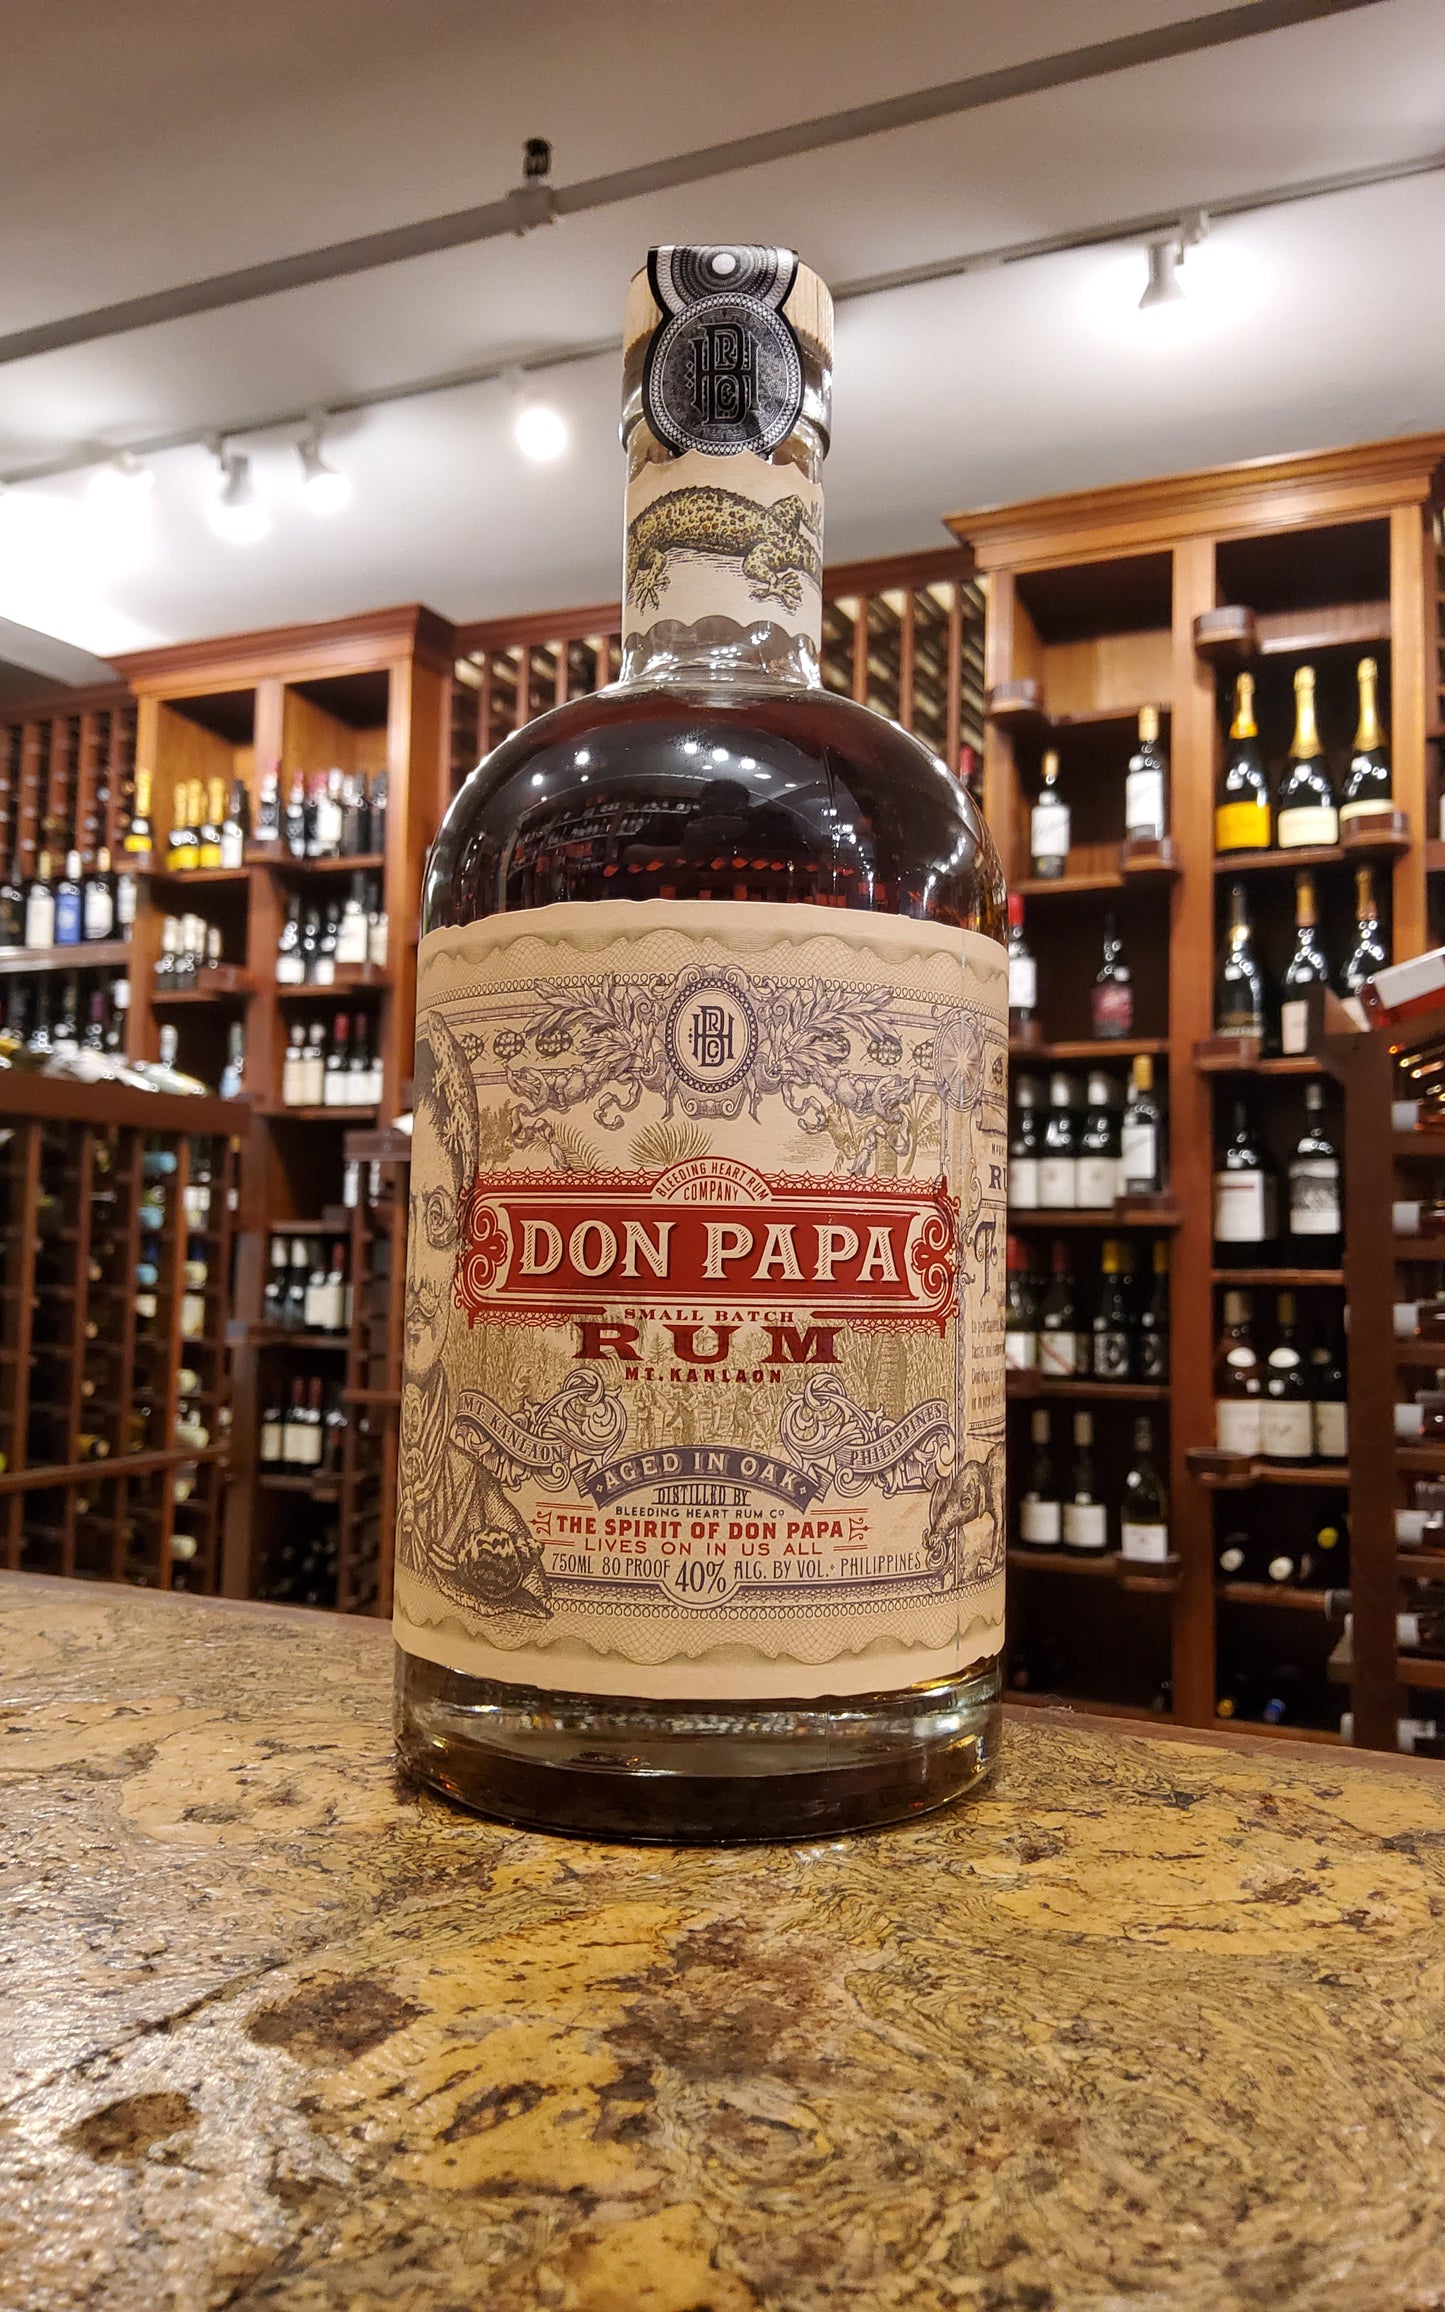 BLEEDING HEART RUM
COMPANY
DON PAPA
SMALL BATCH
RUM
MT. KANLAON
MT. KANLAON
PHILIPPINES
AGED IN OAK
DISTILLED BY
BLEEDING HEART RUM Cº
THE SPIRIT OF DON PAPA
LIVES ON IN US ALL
750ML 80 PROOF 40% ALC. BY VOL. • PHILIPPINES